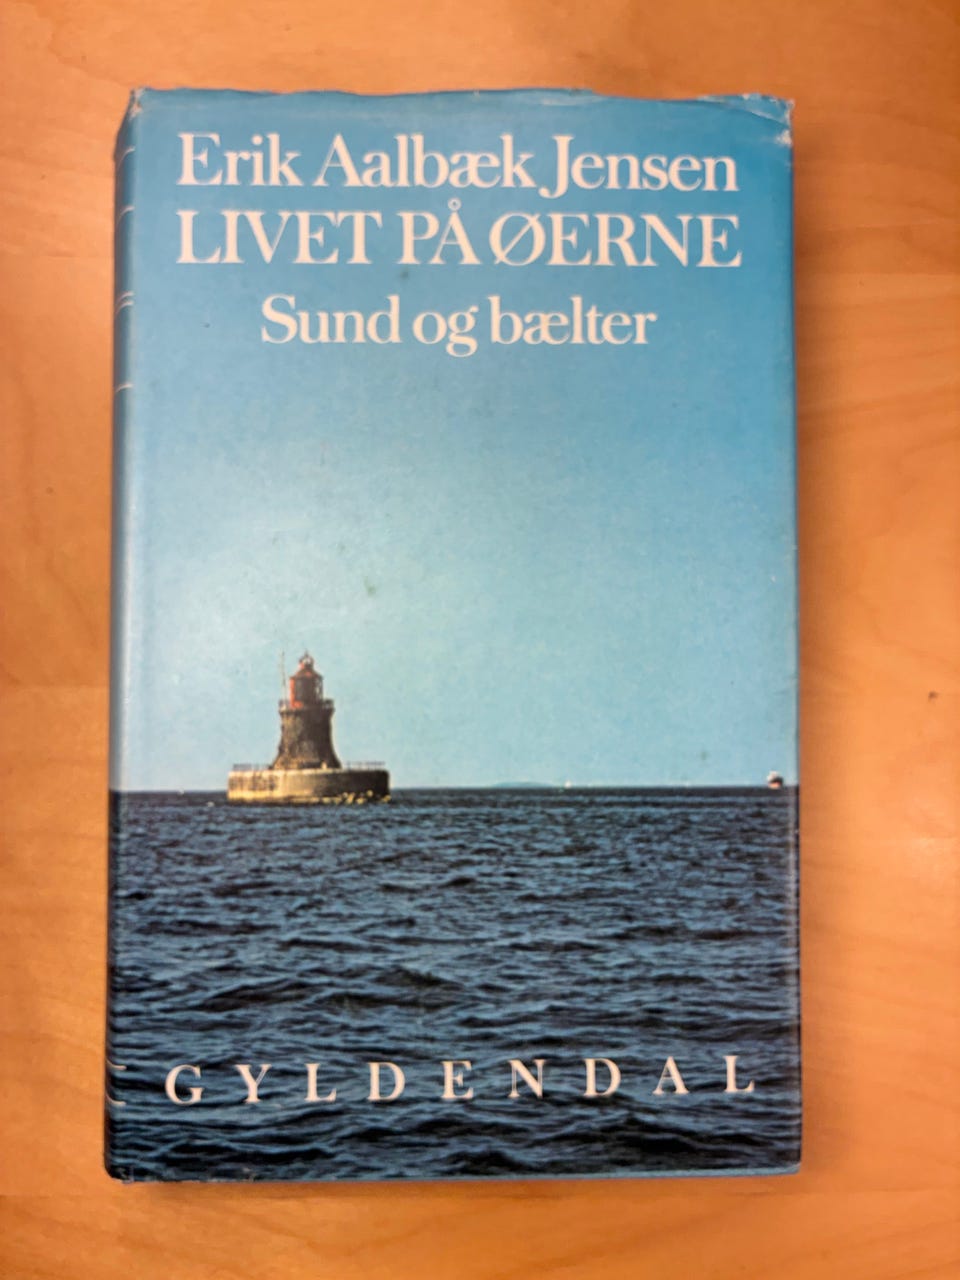 Erik Aalbæk Jensen
LIVET PÅ ØERNE
Sund og bælter
GYLDENDAL